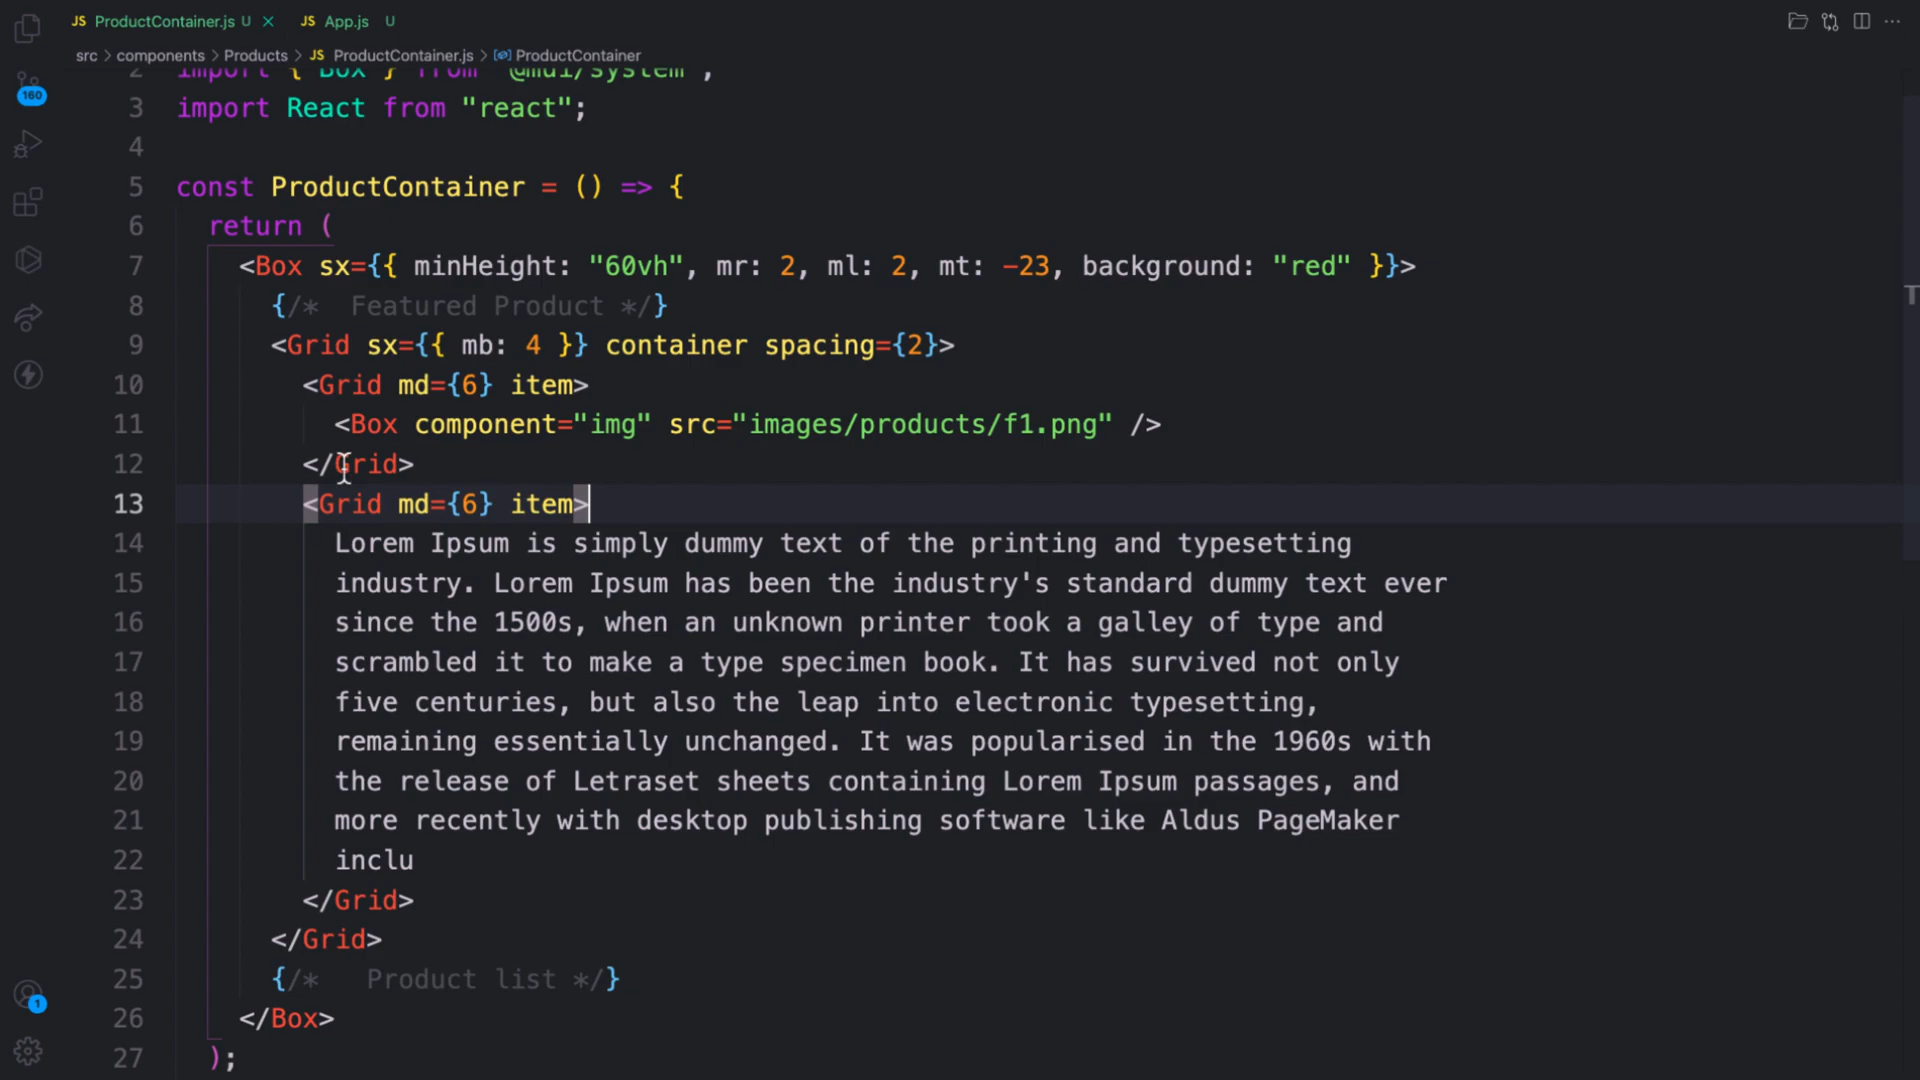 JS ProductContainer.js U × JS App.js U
src > components > Products > JS ProductContainer.js > ProductContainer
160
2 import { Box } from "@mui/system";
3 import React from "react";
4
5 const ProductContainer = () => {
6 return (
7 <Box sx={{ minHeight: "60vh", mr: 2, ml: 2, mt: -23, background: "red" }}>
8 {/*  Featured Product */}
9 <Grid sx={{ mb: 4 }} container spacing={2}>
10 <Grid md={6} item>
11 <Box component="img" src="images/products/f1.png" />
12 </Grid>
13 <Grid md={6} item>
14 Lorem Ipsum is simply dummy text of the printing and typesetting
15 industry. Lorem Ipsum has been the industry's standard dummy text ever
16 since the 1500s, when an unknown printer took a galley of type and
17 scrambled it to make a type specimen book. It has survived not only
18 five centuries, but also the leap into electronic typesetting,
19 remaining essentially unchanged. It was popularised in the 1960s with
20 the release of Letraset sheets containing Lorem Ipsum passages, and
21 more recently with desktop publishing software like Aldus PageMaker
22 inclu
23 </Grid>
24 </Grid>
25 {/*   Product list */}
26 </Box>
1
27 );